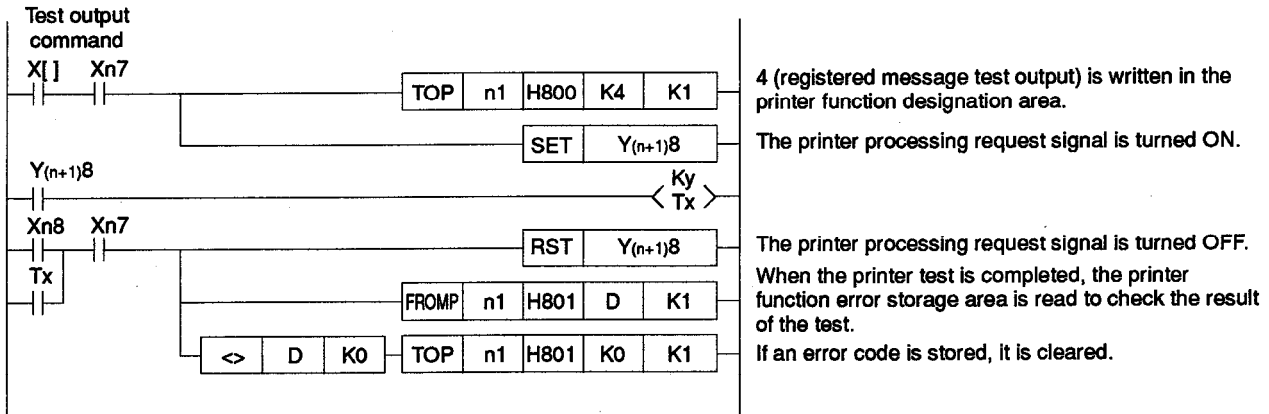 Test output
command
X[ ] Xn7
TOP n1 H800 K4 K1
4 (registered message test output) is written in the
printer function designation area.
SET Y(n+1)8
The printer processing request signal is turned ON.
Y(n+1)8
Ky
Tx
Xn8 Xn7
RST Y(n+1)8
The printer processing request signal is turned OFF.
Tx
FROMP n1 H801 D K1
When the printer test is completed, the printer
function error storage area is read to check the result
of the test.
<> D K0 TOP n1 H801 K0 K1
If an error code is stored, it is cleared.